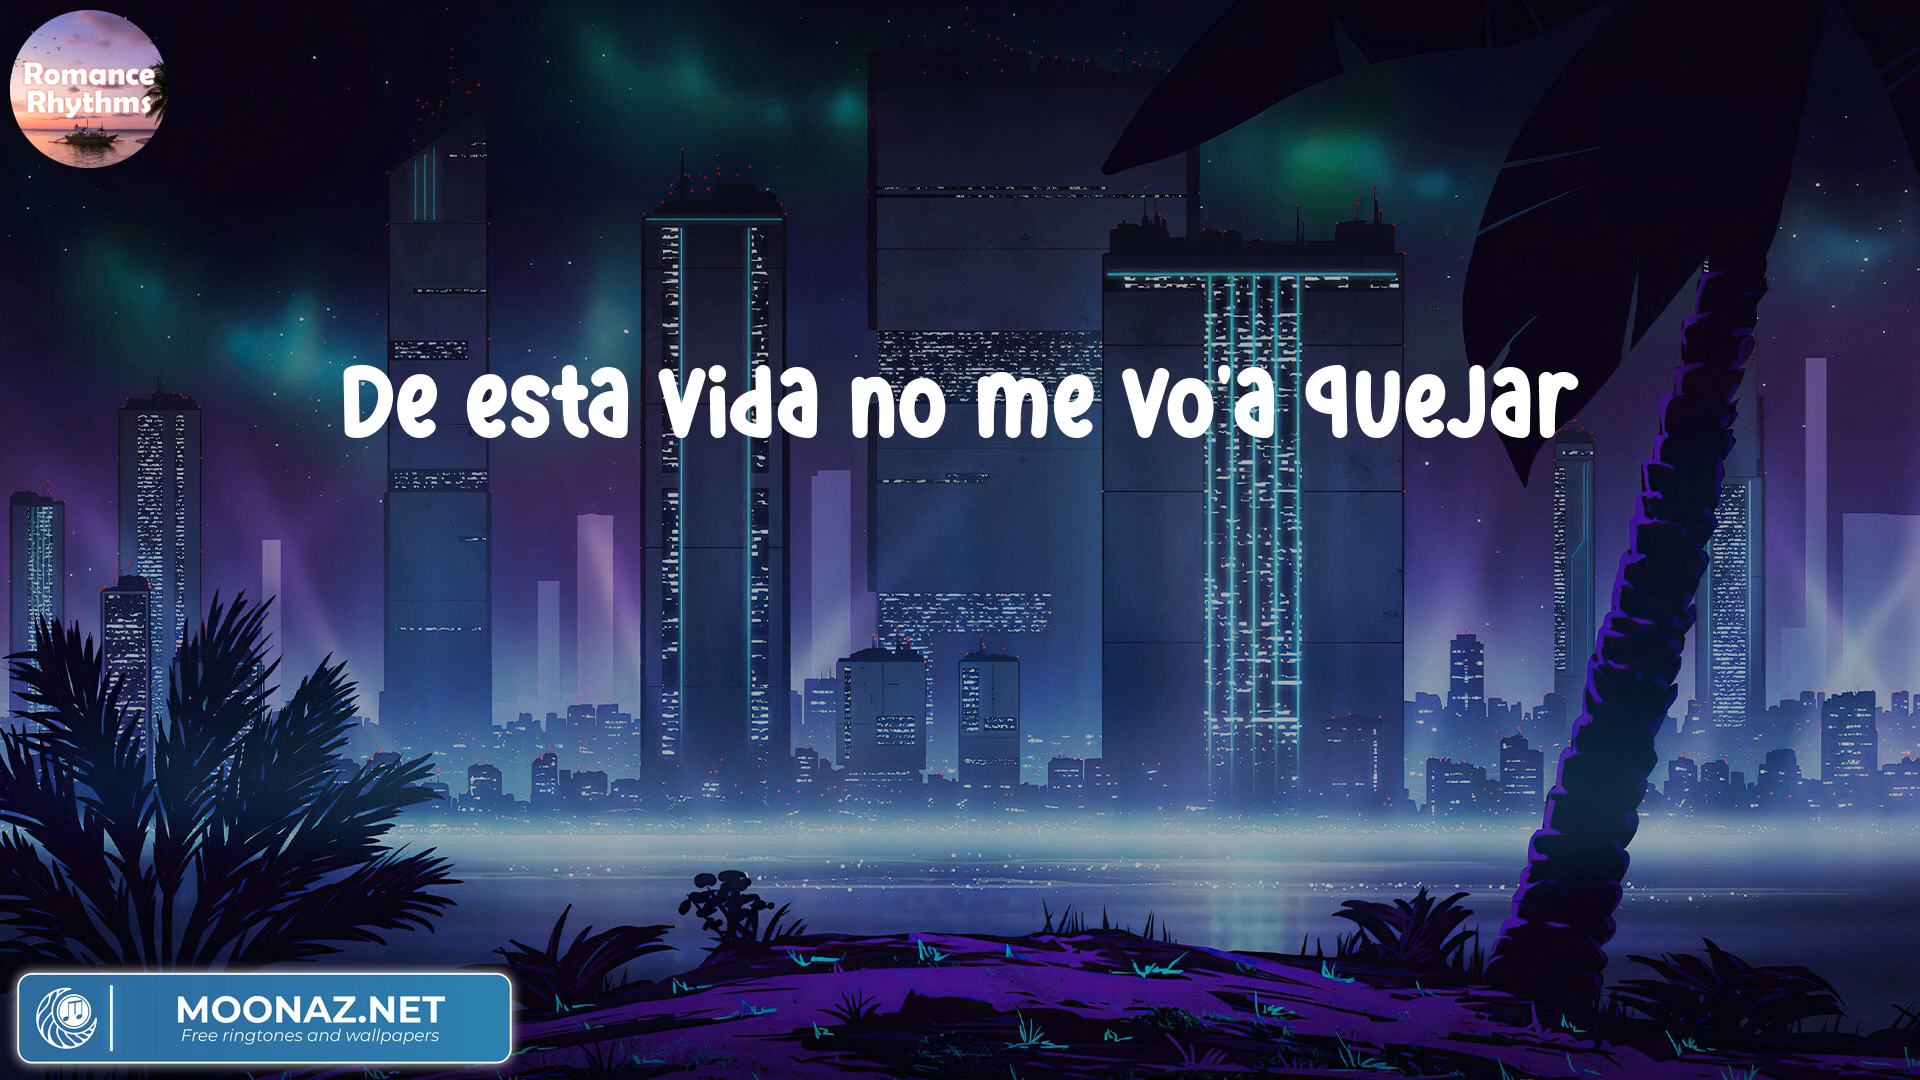 Romance
Rhythms
De esta vida no me vo'a quejar
MOONAZ.NET
Free ringtones and wallpapers